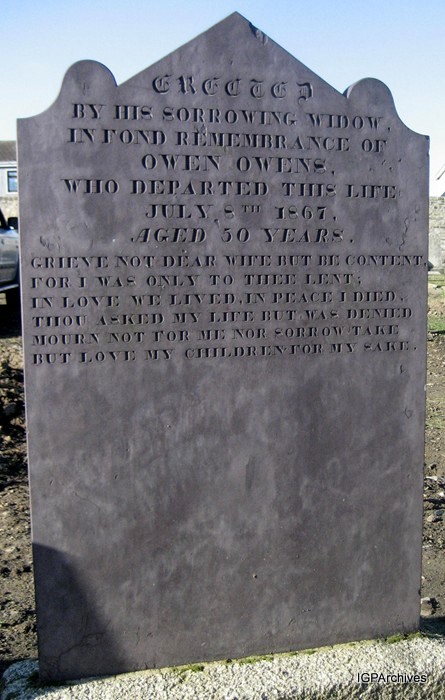 ERECTED
BY HIS SORROWING WIDOW,
IN FOND REMEMBRANCE OF
OWEN OWENS,
WHO DEPARTED THIS LIFE
JULY, 8TH 1867,
AGED 50 YEARS.
GRIEVE NOT DEAR WIFE BUT BE CONTENT,
FOR I WAS ONLY TO THEE LENT;
IN LOVE WE LIVED, IN PEACE I DIED,
THOU ASKED MY LIFE BUT WAS DENIED
MOURN NOT FOR ME NOR SORROW TAKE
BUT LOVE MY CHILDREN FOR MY SAKE.
IGPArchives